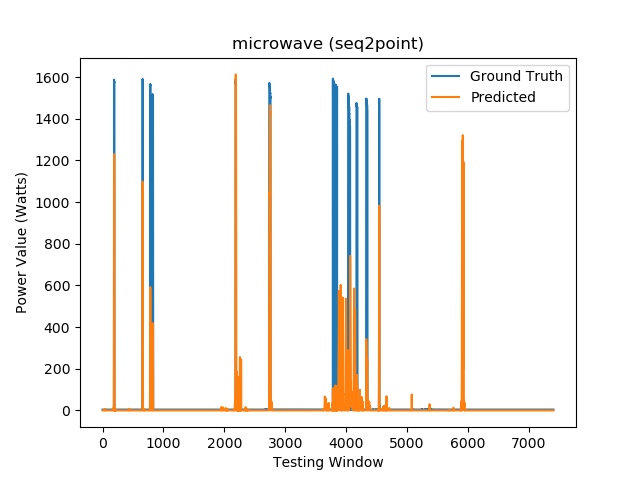 microwave (seq2point)
Ground Truth
Predicted
Power Value (Watts)
1600
1400
1200
1000
800
600
400
200
0
0 1000 2000 3000 4000 5000 6000 7000
Testing Window